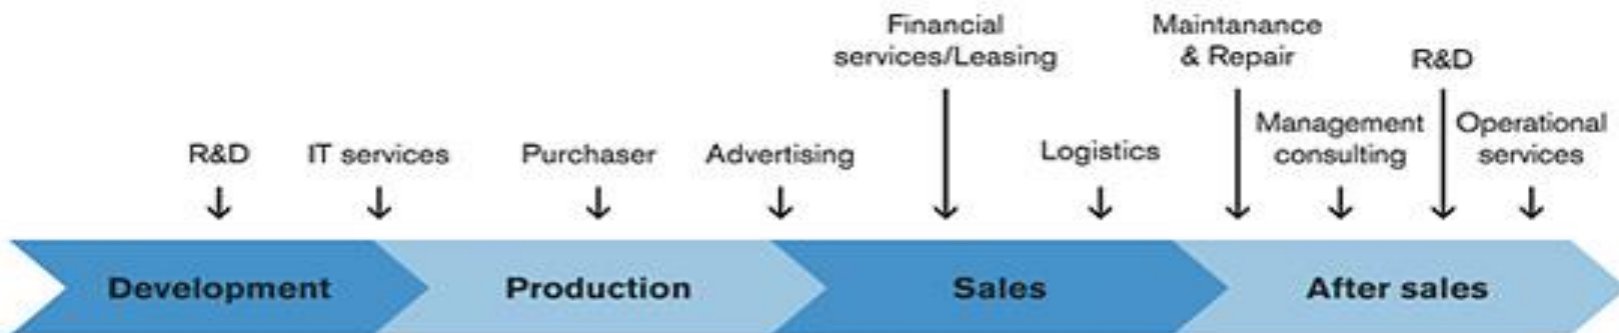 Financial
services/Leasing
Maintanance
& Repair
R&D
R&D
IT services
Purchaser
Advertising
Logistics
Management
consulting
Operational
services
Development
Production
Sales
After sales